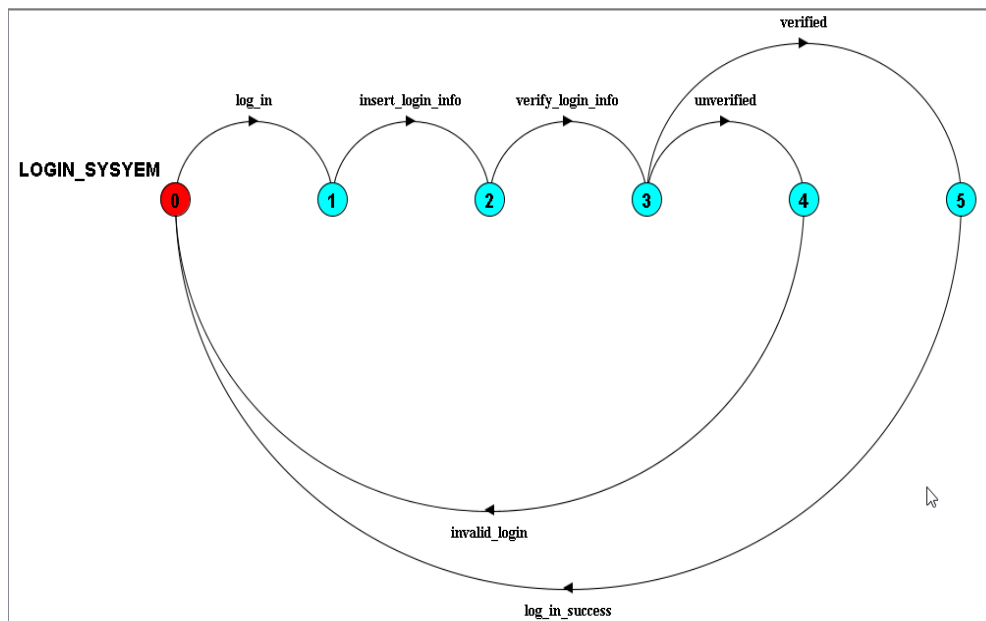 verified
log_in
insert_login_info
verify_login_info
unverified
LOGIN_SYSYEM
0
1
2
3
4
5
invalid_login
log_in_success